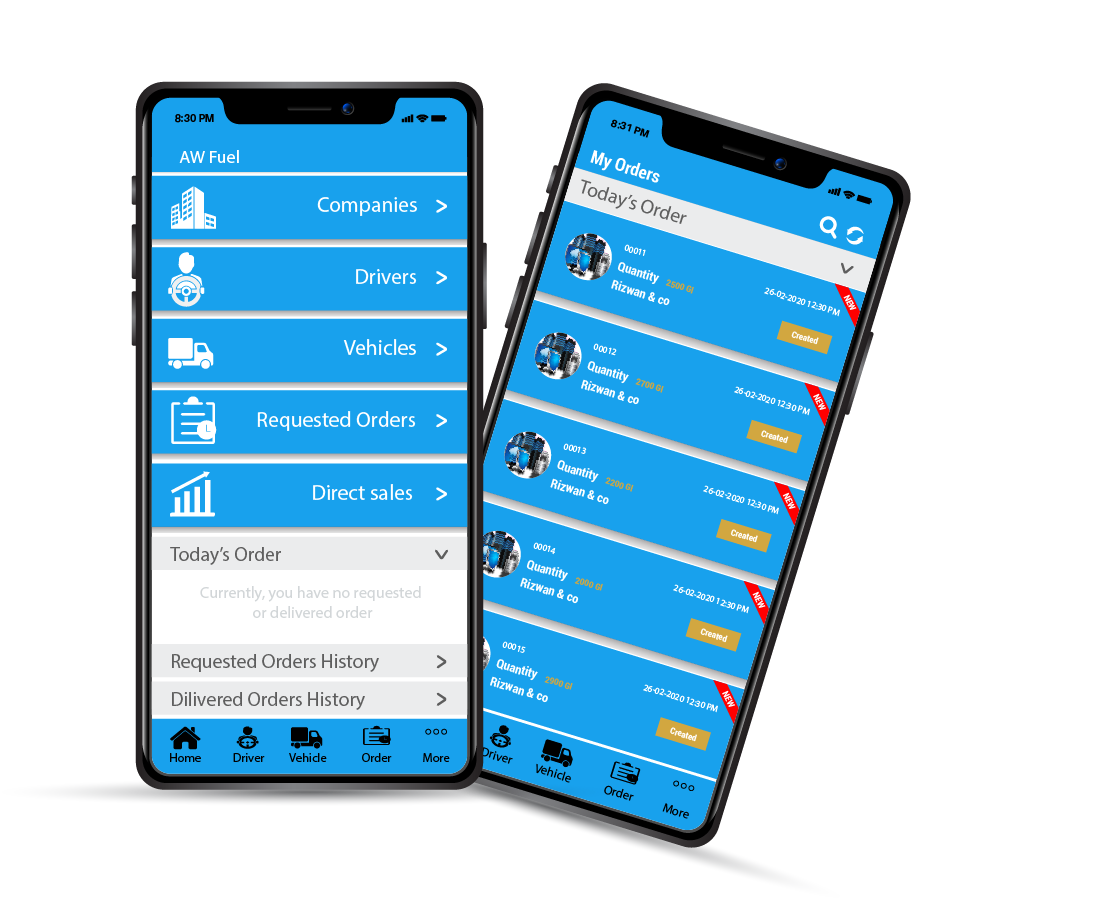 8:30 PM
AW Fuel
Companies
Drivers
Vehicles
Requested Orders
Direct sales
Today's Order
Currently, you have no requested
or delivered order
Requested Orders History
Dilivered Orders History
Home Driver Vehicle Order More
8:31 PM
My Orders
Today's Order
00011
Quantity 2500 Gl
Rizwan & co
26-02-2020 12:30 PM
NEW
Created
00012
Quantity 2700 Gl
Rizwan & co
26-02-2020 12:30 PM
NEW
Created
00013
Quantity 2200 Gl
Rizwan & co
26-02-2020 12:30 PM
NEW
Created
00014
Quantity 2000 Gl
Rizwan & co
26-02-2020 12:30 PM
NEW
Created
00015
Quantity 2900 Gl
Rizwan & co
26-02-2020 12:30 PM
NEW
Created
Driver Vehicle Order More